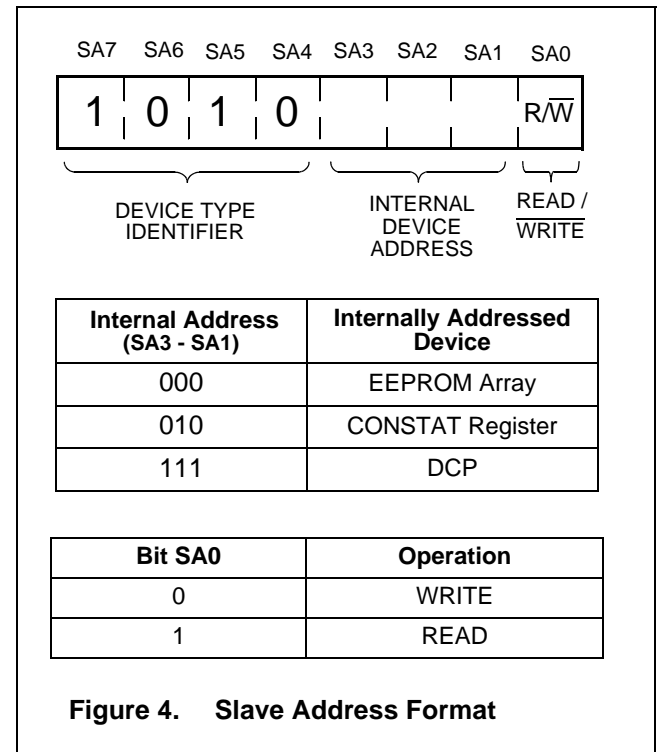 SA7 SA6 SA5 SA4 SA3 SA2 SA1 SA0
1 0 1 0 R/W̅
DEVICE TYPE
IDENTIFIER
INTERNAL
DEVICE
ADDRESS
READ /
W̅R̅I̅T̅E̅
Internal Address
(SA3 - SA1)
Internally Addressed
Device
000 EEPROM Array
010 CONSTAT Register
111 DCP
Bit SA0 Operation
0 WRITE
1 READ
Figure 4. Slave Address Format